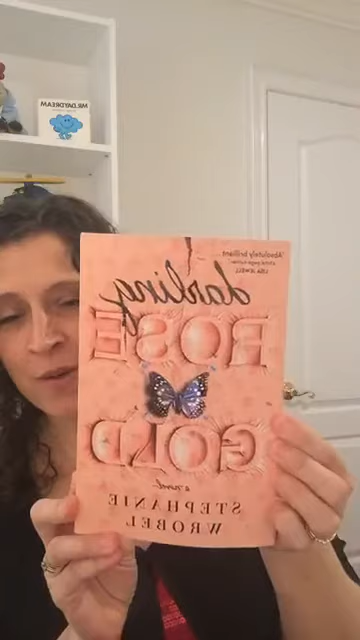 MR.DAYDREAM
"Absolutely brilliant...
LISA JEWELL
darling
ROSE
GOLD
a novel
STEPHANIE
WROBEL